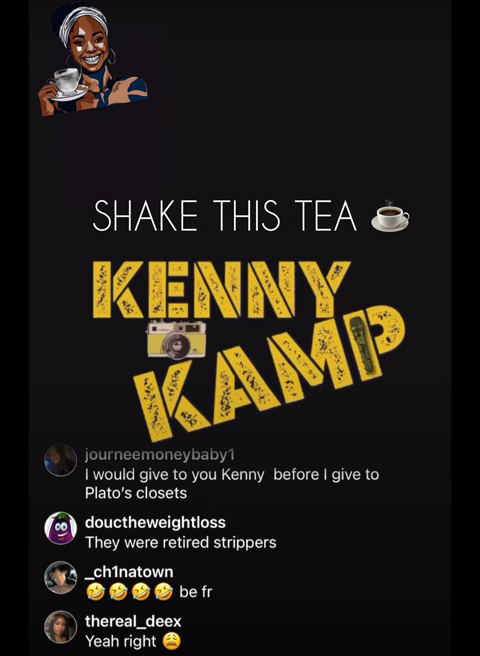 SHAKE THIS TEA ☕
KENNY
KAMP
journeemoneybaby1
I would give to you Kenny  before I give to
Plato’s closets
douctheweightloss
They were retired strippers
_ch1natown
🤣🤣🤣🤣 be fr
thereal_deex
Yeah right 😩